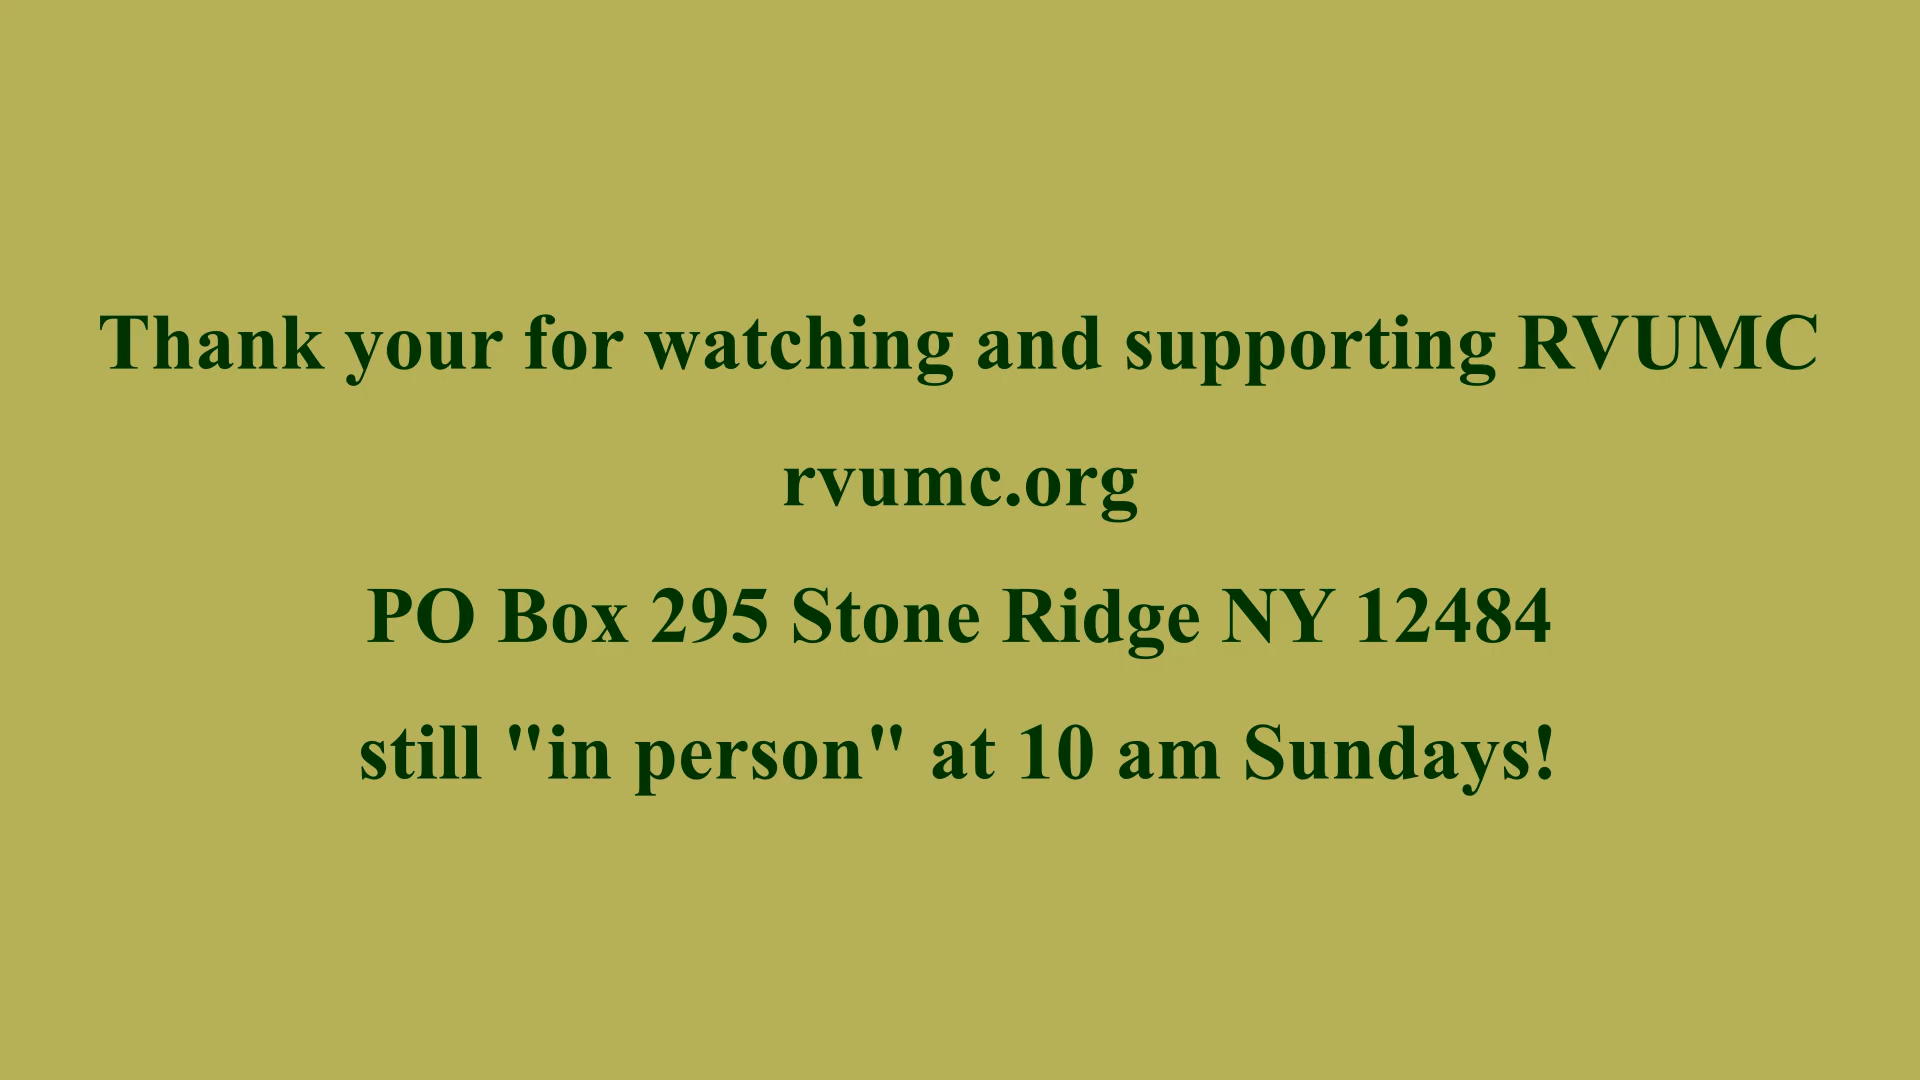 Thank your for watching and supporting RVUMC
rvumc.org
PO Box 295 Stone Ridge NY 12484
still "in person" at 10 am Sundays!